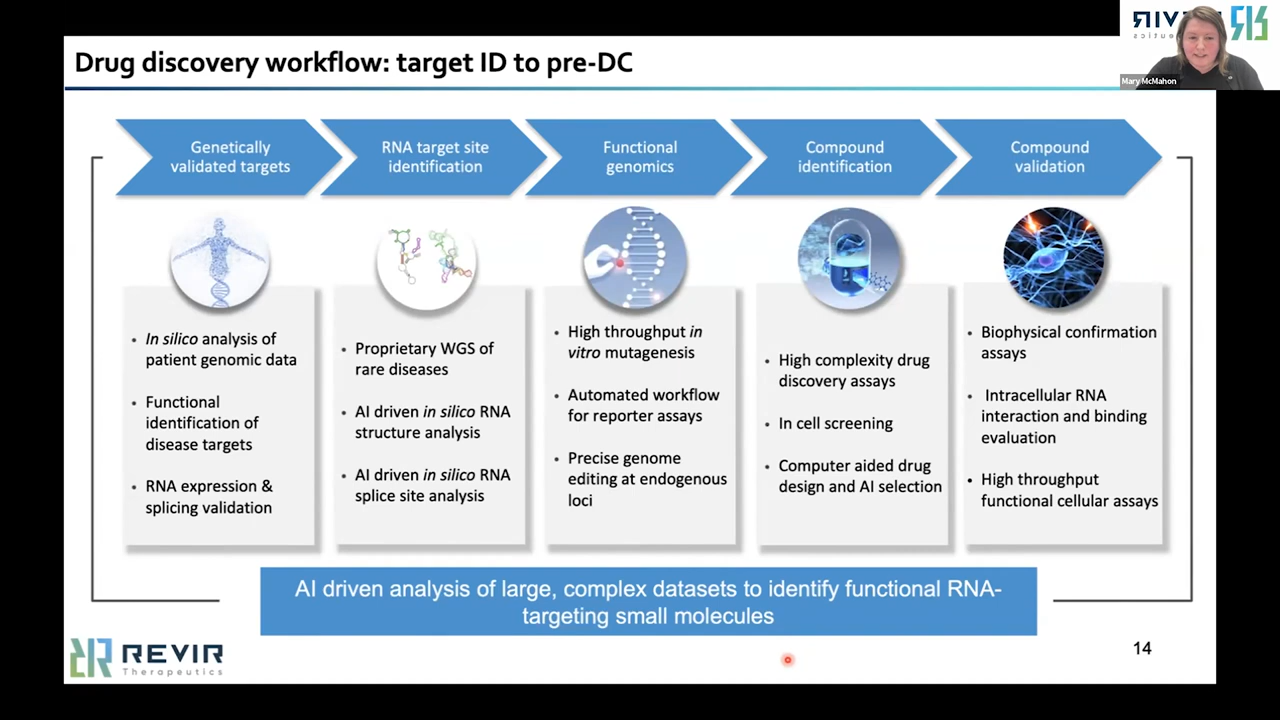 Drug discovery workflow: target ID to pre-DC
Mary McMahon
Genetically
validated targets
RNA target site
identification
Functional
genomics
Compound
identification
Compound
validation
• In silico analysis of
patient genomic data
• Functional
identification of
disease targets
• RNA expression &
splicing validation
• Proprietary WGS of
rare diseases
• AI driven in silico RNA
structure analysis
• AI driven in silico RNA
splice site analysis
• High throughput in
vitro mutagenesis
• Automated workflow
for reporter assays
• Precise genome
editing at endogenous
loci
• High complexity drug
discovery assays
• In cell screening
• Computer aided drug
design and AI selection
• Biophysical confirmation
assays
• Intracellular RNA
interaction and binding
evaluation
• High throughput
functional cellular assays
AI driven analysis of large, complex datasets to identify functional RNA-
targeting small molecules
REVIR
Therapeutics
14